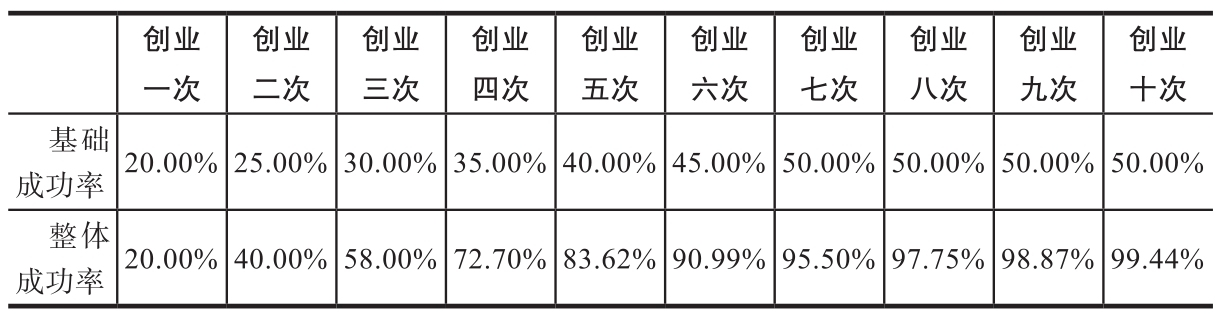 创业 创业 创业 创业 创业 创业 创业 创业 创业 创业
一次 二次 三次 四次 五次 六次 七次 八次 九次 十次
基础
20.00% 25.00% 30.00% 35.00% 40.00% 45.00% 50.00% 50.00% 50.00% 50.00%
成功率
整体
20.00% 40.00% 58.00% 72.70% 83.62% 90.99% 95.50% 97.75% 98.87% 99.44%
成功率